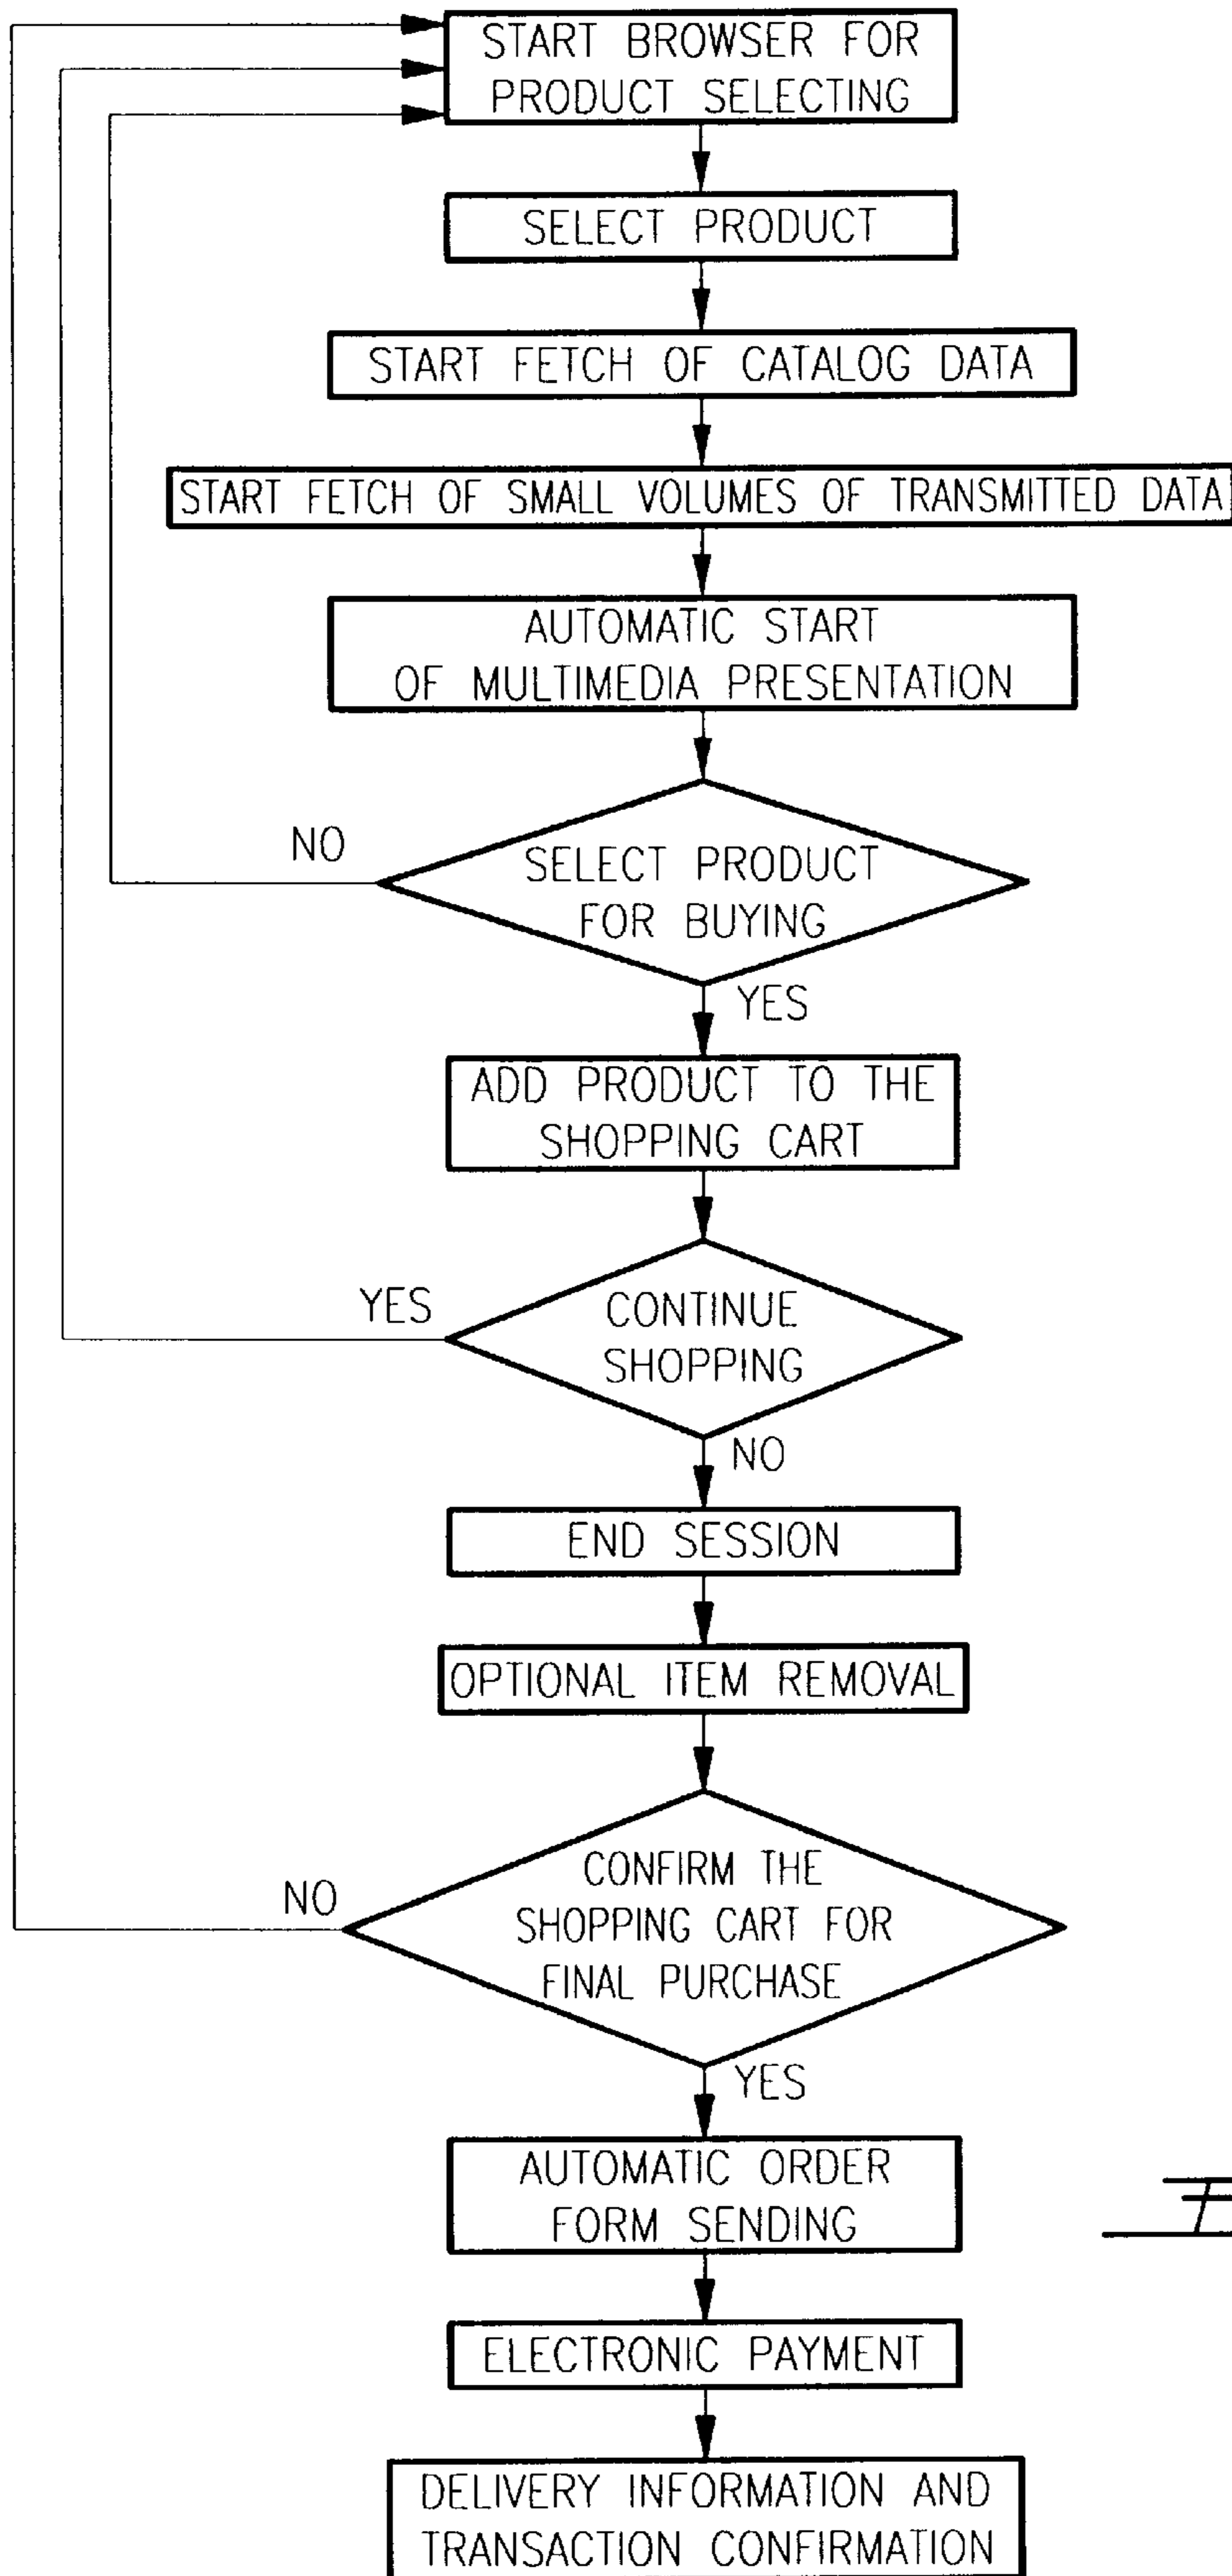 START BROWSER FOR
PRODUCT SELECTING
SELECT PRODUCT
START FETCH OF CATALOG DATA
START FETCH OF SMALL VOLUMES OF TRANSMITTED DATA
AUTOMATIC START
OF MULTIMEDIA PRESENTATION
NO
SELECT PRODUCT
FOR BUYING
YES
ADD PRODUCT TO THE
SHOPPING CART
YES
CONTINUE
SHOPPING
NO
END SESSION
OPTIONAL ITEM REMOVAL
NO
CONFIRM THE
SHOPPING CART FOR
FINAL PURCHASE
YES
AUTOMATIC ORDER
FORM SENDING
ELECTRONIC PAYMENT
DELIVERY INFORMATION AND
TRANSACTION CONFIRMATION